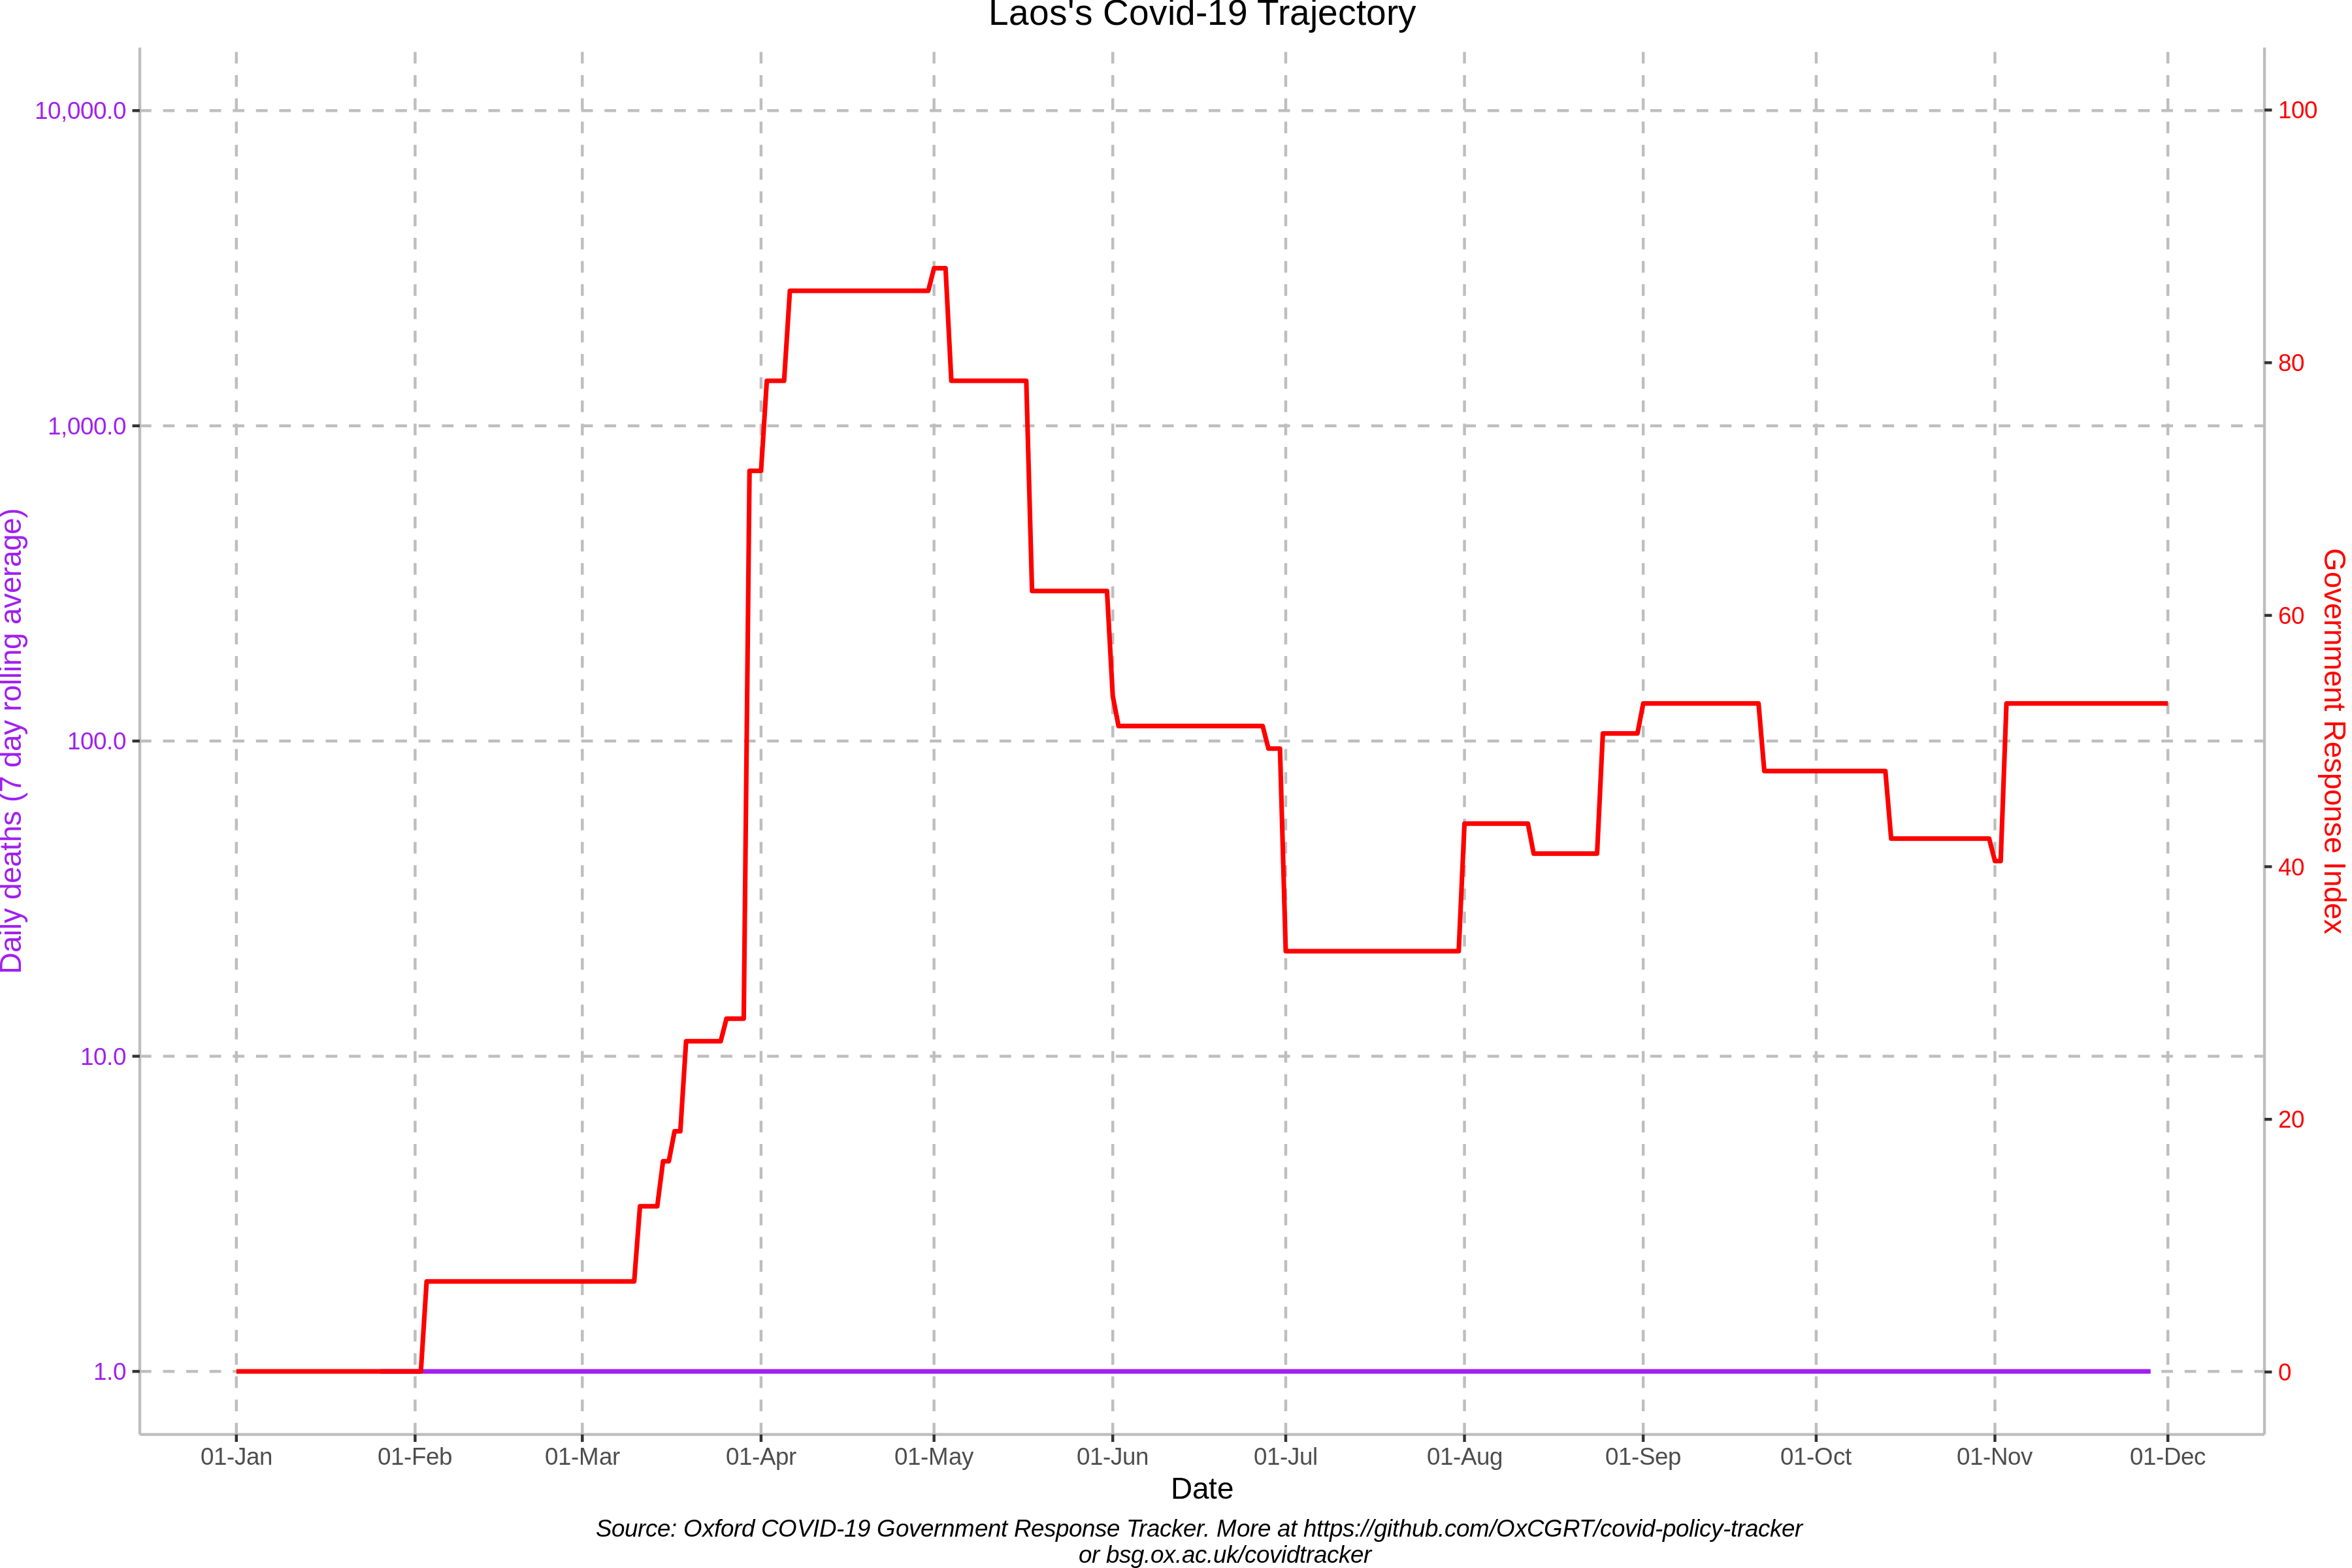 Laos's Covid-19 Trajectory
10,000.0
1,000.0
100.0
10.0
1.0
Daily deaths (7 day rolling average)
100
80
60
40
20
0
Government Response Index
01-Jan 01-Feb 01-Mar 01-Apr 01-May 01-Jun 01-Jul 01-Aug 01-Sep 01-Oct 01-Nov 01-Dec
Date
Source: Oxford COVID-19 Government Response Tracker. More at https://github.com/OxCGRT/covid-policy-tracker
or bsg.ox.ac.uk/covidtracker